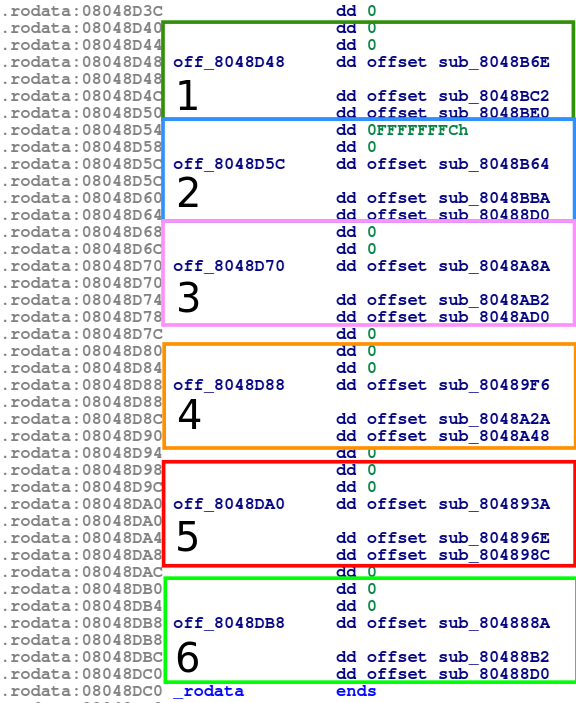 .rodata:08048D3C dd 0
.rodata:08048D40 dd 0
.rodata:08048D44 dd 0
.rodata:08048D48 off_8048D48 dd offset sub_8048B6E
.rodata:08048D48
.rodata:08048D4C 1 dd offset sub_8048BC2
.rodata:08048D50 dd offset sub_8048BE0
.rodata:08048D54 dd 0FFFFFFFCh
.rodata:08048D58 dd 0
.rodata:08048D5C off_8048D5C dd offset sub_8048B64
.rodata:08048D5C 2
.rodata:08048D60 dd offset sub_8048BBA
.rodata:08048D64 dd offset sub_80488D0
.rodata:08048D68 dd 0
.rodata:08048D6C dd 0
.rodata:08048D70 off_8048D70 dd offset sub_8048A8A
.rodata:08048D70
.rodata:08048D74 3 dd offset sub_8048AB2
.rodata:08048D78 dd offset sub_8048AD0
.rodata:08048D7C dd 0
.rodata:08048D80 dd 0
.rodata:08048D84 dd 0
.rodata:08048D88 off_8048D88 dd offset sub_80489F6
.rodata:08048D88
.rodata:08048D8C 4 dd offset sub_8048A2A
.rodata:08048D90 dd offset sub_8048A48
.rodata:08048D94 dd 0
.rodata:08048D98 dd 0
.rodata:08048D9C dd 0
.rodata:08048DA0 off_8048DA0 dd offset sub_804893A
.rodata:08048DA0
.rodata:08048DA4 5 dd offset sub_804896E
.rodata:08048DA8 dd offset sub_804898C
.rodata:08048DAC dd 0
.rodata:08048DB0 dd 0
.rodata:08048DB4 dd 0
.rodata:08048DB8 off_8048DB8 dd offset sub_804888A
.rodata:08048DB8
.rodata:08048DBC 6 dd offset sub_80488B2
.rodata:08048DC0 dd offset sub_80488D0
.rodata:08048DC0 _rodata ends